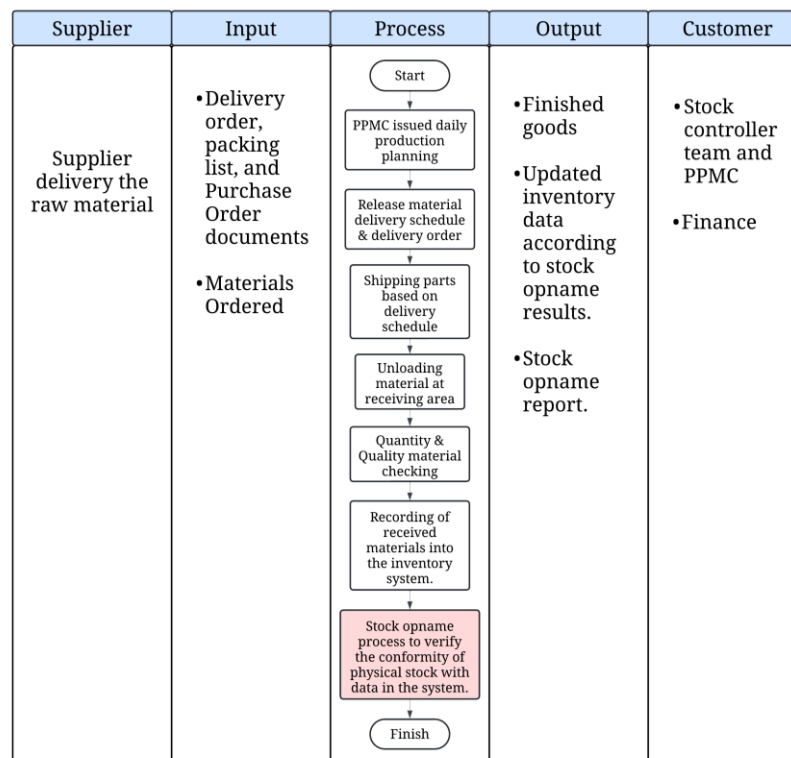 Supplier
Input
Process
Output
Customer
Supplier
delivery the
raw material
•Delivery
order,
packing
list, and
Purchase
Order
documents
•Materials
Ordered
Start
PPMC issued daily
production
planning
Release material
delivery schedule
& delivery order
Shipping parts
based on
delivery
schedule
Unloading
material at
receiving area
Quantity &
Quality material
checking
Recording of
received
materials into
the inventory
system.
Stock opname
process to verify
the conformity of
physical stock with
data in the system.
Finish
•Finished
goods
•Updated
inventory
data
according
to stock
opname
results.
•Stock
opname
report.
•Stock
controller
team and
PPMC
•Finance